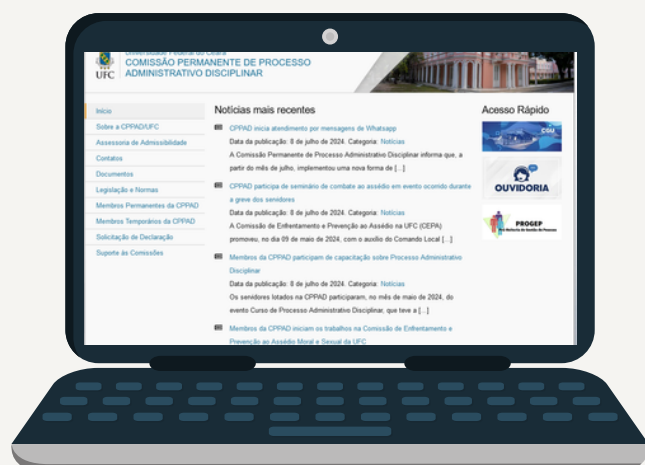 Universidade Federal do Ceará
UFC
COMISSÃO PERMANENTE DE PROCESSO
ADMINISTRATIVO DISCIPLINAR
Início
Sobre a CPPAD/UFC
Assessoria de Admissibilidade
Contatos
Documentos
Legislação e Normas
Membros Permanentes da CPPAD
Membros Temporários da CPPAD
Solicitação de Declaração
Suporte às Comissões
Notícias mais recentes
CPPAD inicia atendimento por mensagens de Whatsapp
Data da publicação: 8 de julho de 2024. Categoria: Notícias
A Comissão Permanente de Processo Administrativo Disciplinar informa que, a
partir do mês de julho, implementou uma nova forma de [...]
CPPAD participa de seminário de combate ao assédio em evento ocorrido durante
a greve dos servidores
Data da publicação: 8 de julho de 2024. Categoria: Notícias
A Comissão de Enfrentamento e Prevenção ao Assédio na UFC (CEPA)
promoveu, no dia 09 de maio de 2024, com o auxílio do Comando Local [...]
Membros da CPPAD participam de capacitação sobre Processo Administrativo
Disciplinar
Data da publicação: 8 de julho de 2024. Categoria: Notícias
Os servidores lotados na CPPAD participaram, no mês de maio de 2024, do
evento Curso de Processo Administrativo Disciplinar, que teve a [...]
Membros da CPPAD iniciam os trabalhos na Comissão de Enfrentamento e
Prevenção ao Assédio Moral e Sexual da UFC
Acesso Rápido
CGU
OUVIDORIA
PROGEP
Pró-Reitoria de Gestão de Pessoas